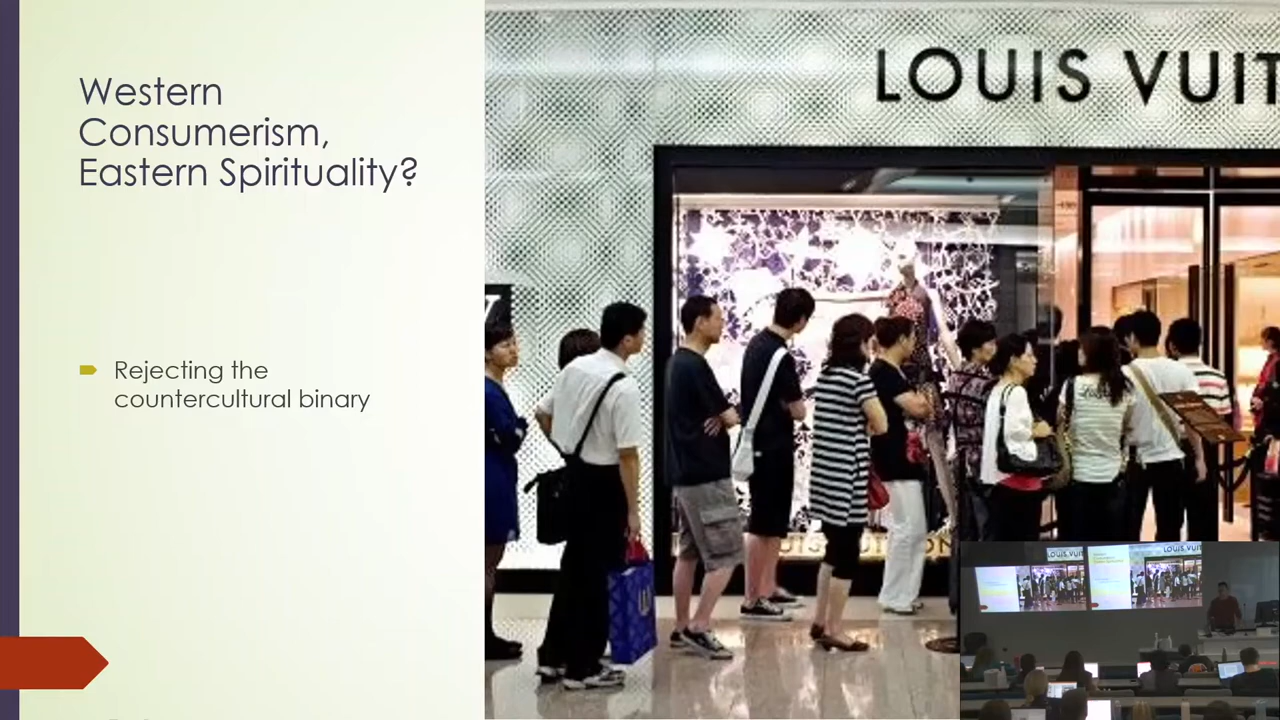 Western
Consumerism,
Eastern Spirituality?
Rejecting the
countercultural binary
LOUIS VUIT